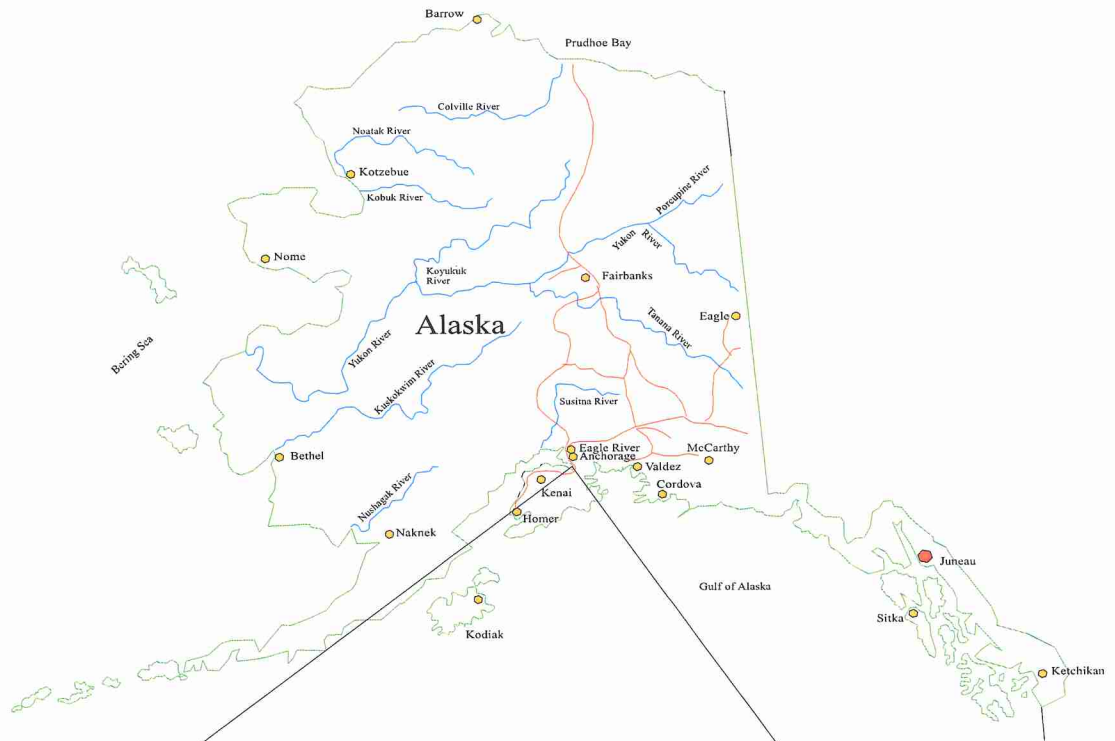 Barrow
Prudhoe Bay
Colville River
Noatak River
Kotzebue
Kobuk River
Porcupine River
Yukon
River
Nome
Koyukuk
River
Fairbanks
Alaska
Eagle
Tanana River
Bering Sea
Yukon River
Kuskokwim River
Susitna River
Eagle River
Anchorage
McCarthy
Bethel
Valdez
Kenai
Cordova
Nushagak River
Homer
Naknek
Juneau
Gulf of Alaska
Sitka
Kodiak
Ketchikan